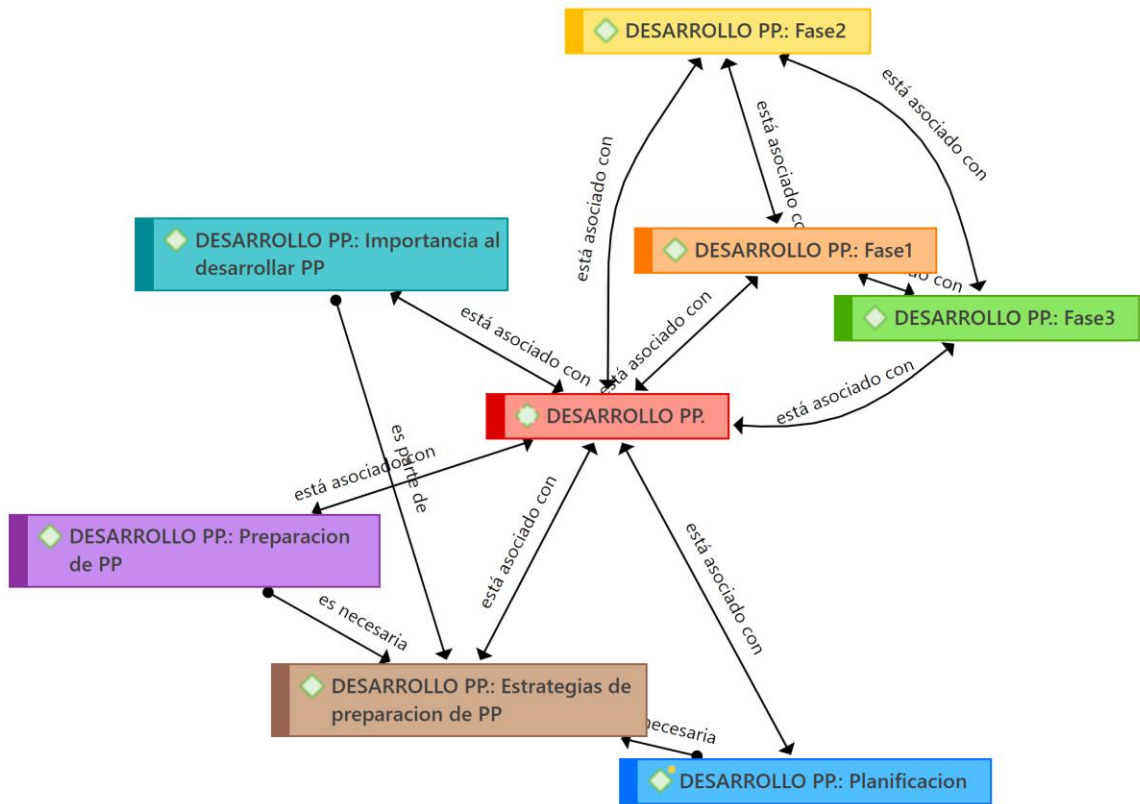 DESARROLLO PP.: Fase2
está asociado con
está asociado con
está asociado co
DESARROLLO PP.: Importancia al
desarrollar PP
DESARROLLO PP.: Fase1
ado con
DESARROLLO PP.: Fase3
está asociado con
está asociado con
está asociado con
DESARROLLO PP.
es parte de
está asociado con
DESARROLLO PP.: Preparacion
de PP
está asociado con
está asociado con
es necesaria
DESARROLLO PP.: Estrategias de
preparacion de PP
necesaria
DESARROLLO PP.: Planificacion